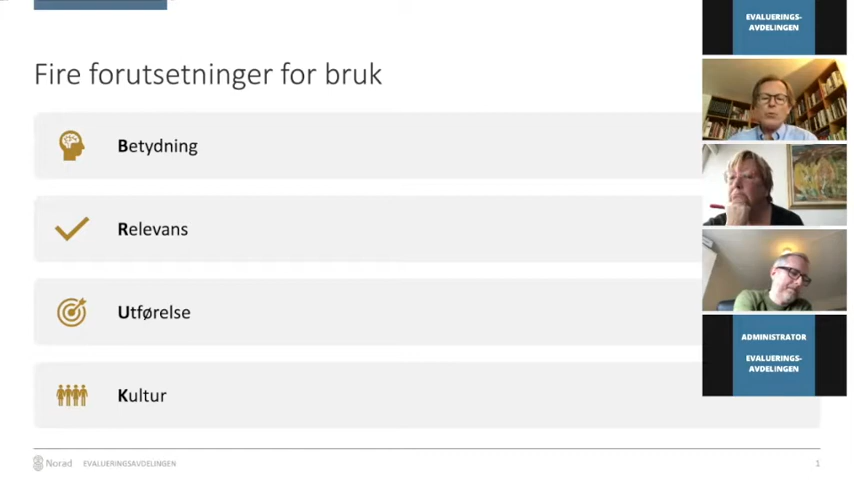 Fire forutsetninger for bruk
Betydning
Relevans
Utførelse
Kultur
Norad EVALUERINGSAVDELINGEN
1
EVALUERINGS-
AVDELINGEN
ADMINISTRATOR
EVALUERINGS-
AVDELINGEN